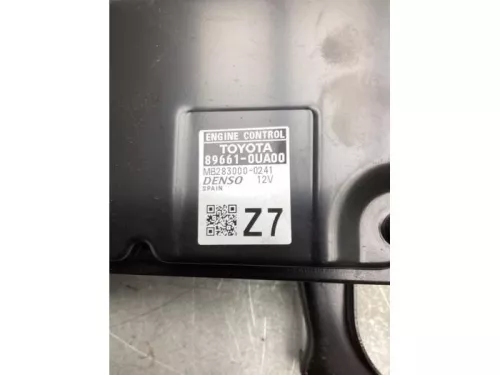 ENGINE CONTROL
TOYOTA
89661-0UA00
MB283000-0241
DENSO 12V
SPAIN
Z7